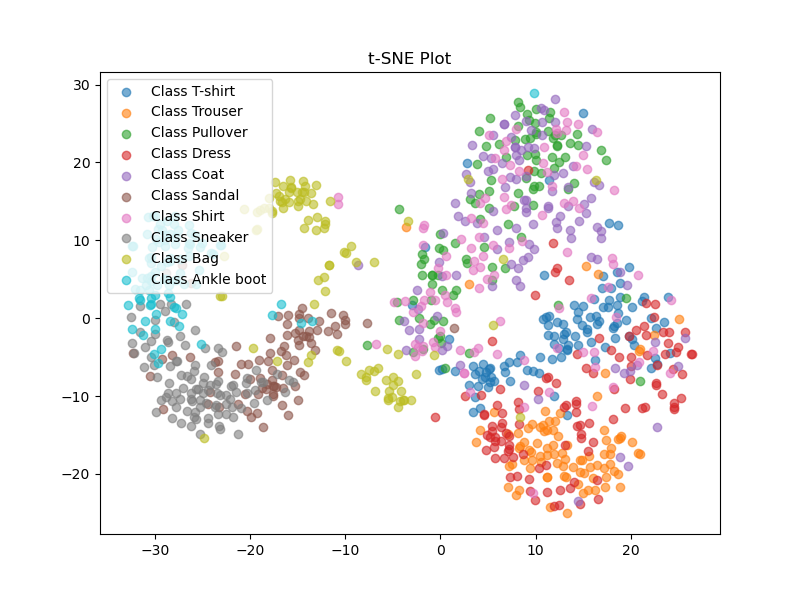 t-SNE Plot
Class T-shirt
Class Trouser
Class Pullover
Class Dress
Class Coat
Class Sandal
Class Shirt
Class Sneaker
Class Bag
Class Ankle boot
30
20
10
0
−10
−20
−30 −20 −10 0 10 20